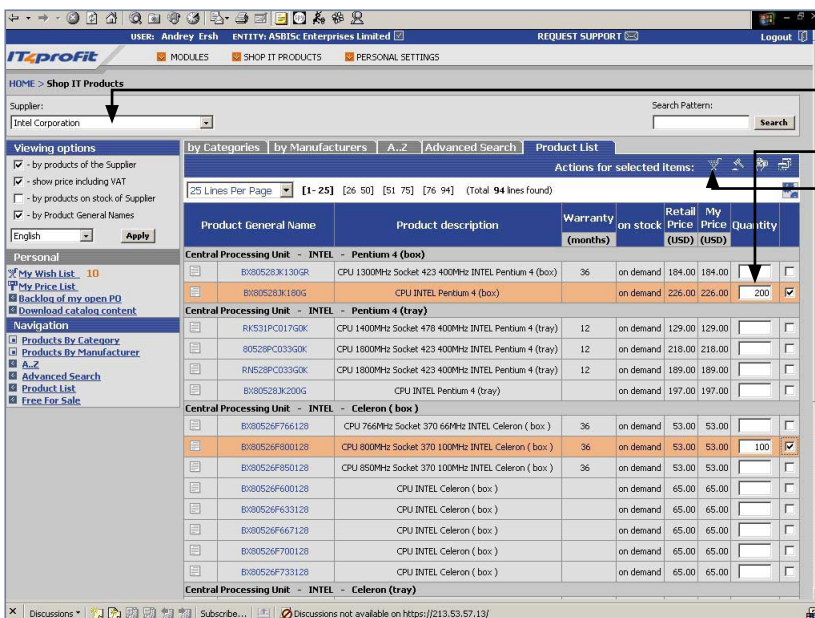 USER: Andrey Ersh ENTITY: ASBISc Enterprises Limited REQUEST SUPPORT Logout
IT4profit MODULES SHOP IT PRODUCTS PERSONAL SETTINGS
HOME > Shop IT Products
Supplier: Search Pattern:
Intel Corporation Search
Viewing options
- by products of the Supplier
- show price including VAT
- by products on stock of Supplier
- by Product General Names
English Apply
Personal
My Wish List 10
My Price List
Backlog of my open PO
Download catalog content
Navigation
Products By Category
Products By Manufacturer
A..Z
Advanced Search
Product List
Free For Sale
by Categories by Manufacturers A..Z Advanced Search Product List
Actions for selected items:
25 Lines Per Page [1-25] [26 50] [51 75] [76 94] (Total 94 lines found)
Product General Name Product description Warranty (months) on stock Retail Price (USD) My Price (USD) Quantity
Central Processing Unit - INTEL - Pentium 4 (box)
BX80528JK130GR CPU 1300MHz Socket 423 400MHz INTEL Pentium 4 (box) 36 on demand 184.00 184.00
BX80528JK180G CPU INTEL Pentium 4 (box) on demand 226.00 226.00 200
Central Processing Unit - INTEL - Pentium 4 (tray)
RK531PC017G0K CPU 1400MHz Socket 478 400MHz INTEL Pentium 4 (tray) 12 on demand 129.00 129.00
80528PC033G0K CPU 1800MHz Socket 423 400MHz INTEL Pentium 4 (tray) 12 on demand 218.00 218.00
RN528PC033G0K CPU 1800MHz Socket 423 400MHz INTEL Pentium 4 (tray) 12 on demand 189.00 189.00
BX80528JK200G CPU INTEL Pentium 4 (tray) on demand 197.00 197.00
Central Processing Unit - INTEL - Celeron ( box )
BX80526F766128 CPU 766MHz Socket 370 66MHz INTEL Celeron ( box ) 36 on demand 53.00 53.00
BX80526F800128 CPU 800MHz Socket 370 100MHz INTEL Celeron ( box ) 36 on demand 53.00 53.00 100
BX80526F850128 CPU 850MHz Socket 370 100MHz INTEL Celeron ( box ) 36 on demand 53.00 53.00
BX80526F600128 CPU INTEL Celeron ( box ) on demand 65.00 65.00
BX80526F633128 CPU INTEL Celeron ( box ) on demand 65.00 65.00
BX80526F667128 CPU INTEL Celeron ( box ) on demand 65.00 65.00
BX80526F700128 CPU INTEL Celeron ( box ) on demand 65.00 65.00
BX80526F733128 CPU INTEL Celeron ( box ) on demand 65.00 65.00
Central Processing Unit - INTEL - Celeron (tray)
Discussions Subscribe... Discussions not available on https://213.53.57.13/